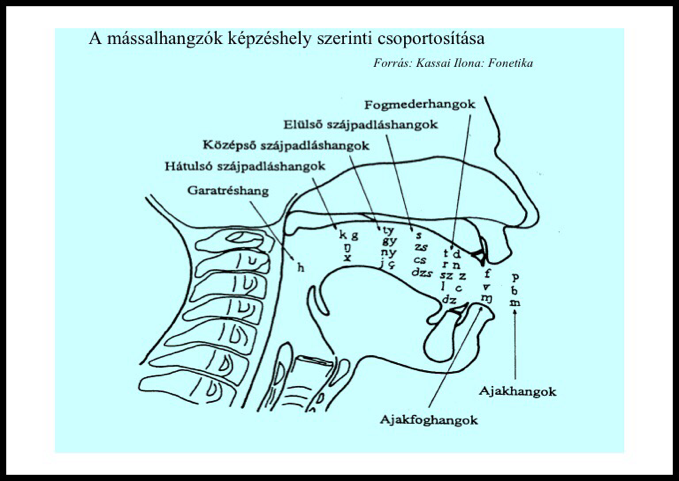 A mássalhangzók képzéshely szerinti csoportosítása
Forrás: Kassai Ilona: Fonetika
Fogmederhangok
Elülső szájpadláshangok
Középső szájpadláshangok
Hátulsó szájpadláshangok
Garatréshang
h
k g
ŋ
x
ty
gy
ny
j ç
s
zs
cs
dzs
t d
r n
sz z
l c
dz
f
v
ɱ
p
b
m
Ajakhangok
Ajakfoghangok